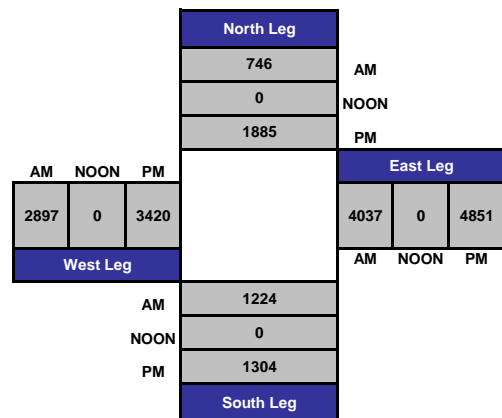 North Leg
746 AM
0 NOON
1885 PM
AM NOON PM
East Leg
2897 0 3420
4037 0 4851
West Leg
AM NOON PM
AM 1224
NOON 0
PM 1304
South Leg